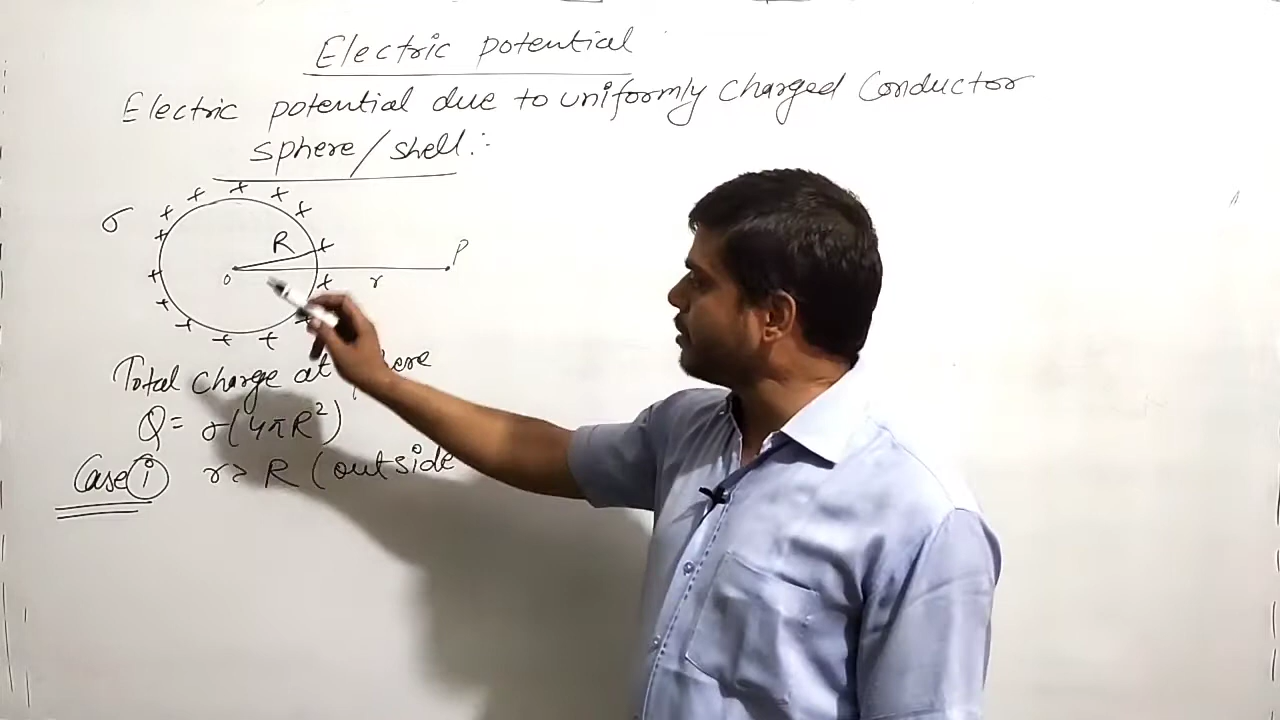 Electric potential
Electric potential due to uniformly charged Conductor
sphere/shell:-
σ
R
P
o
r
Total charge at
Q = σ(4πR²)
Case (i) r > R (outside